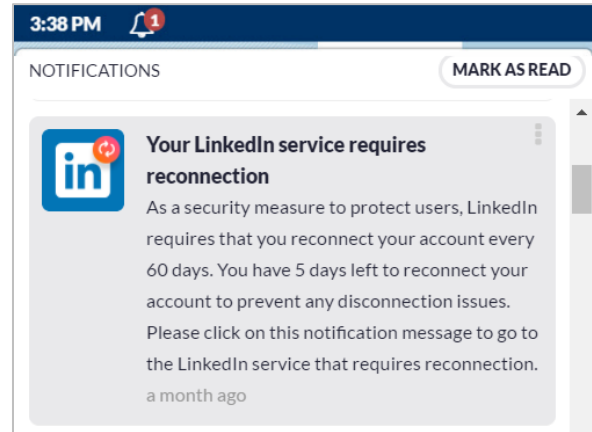 3:38 PM
1
NOTIFICATIONS
MARK AS READ
in
Your LinkedIn service requires
reconnection
As a security measure to protect users, LinkedIn
requires that you reconnect your account every
60 days. You have 5 days left to reconnect your
account to prevent any disconnection issues.
Please click on this notification message to go to
the LinkedIn service that requires reconnection.
a month ago